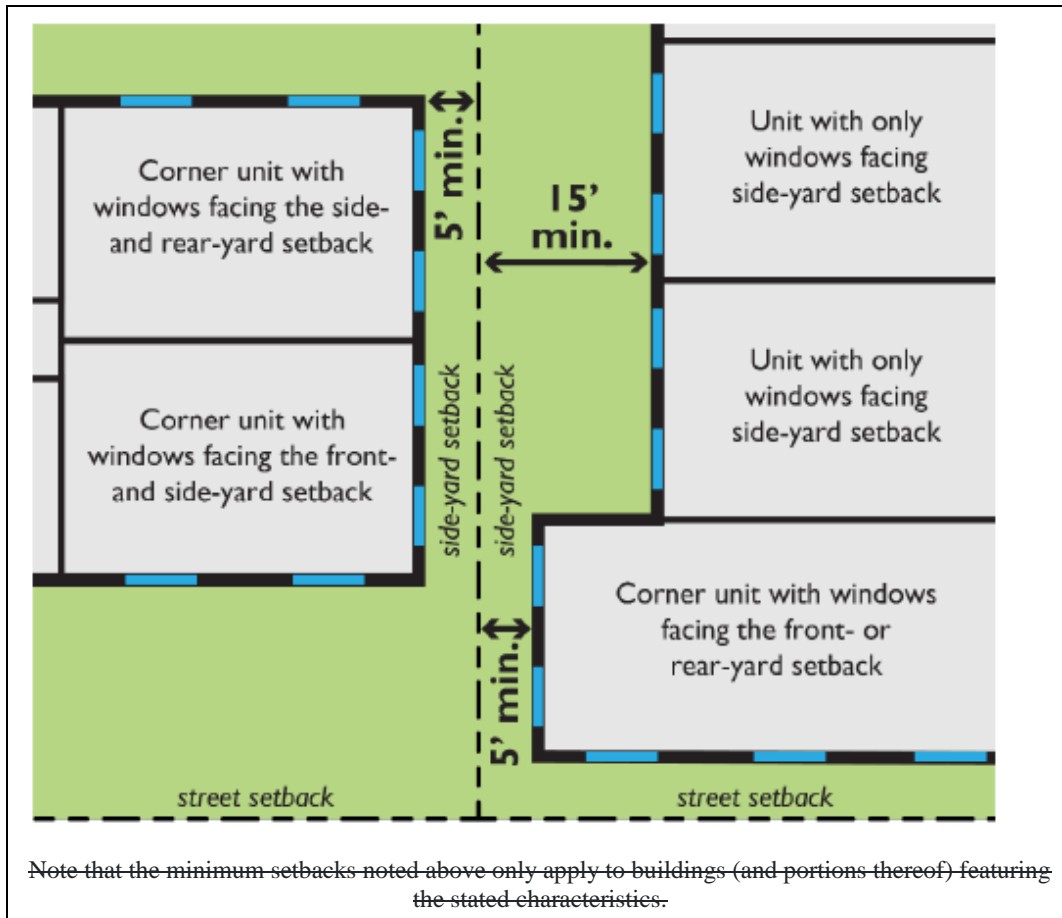 Corner unit with
windows facing the side-
and rear-yard setback
Corner unit with
windows facing the front-
and side-yard setback
5' min.
15'
min.
side-yard setback
side-yard setback
Unit with only
windows facing
side-yard setback
Unit with only
windows facing
side-yard setback
Corner unit with windows
facing the front- or
rear-yard setback
5' min.
street setback
street setback
Note that the minimum setbacks noted above only apply to buildings (and portions thereof) featuring
the stated characteristics.